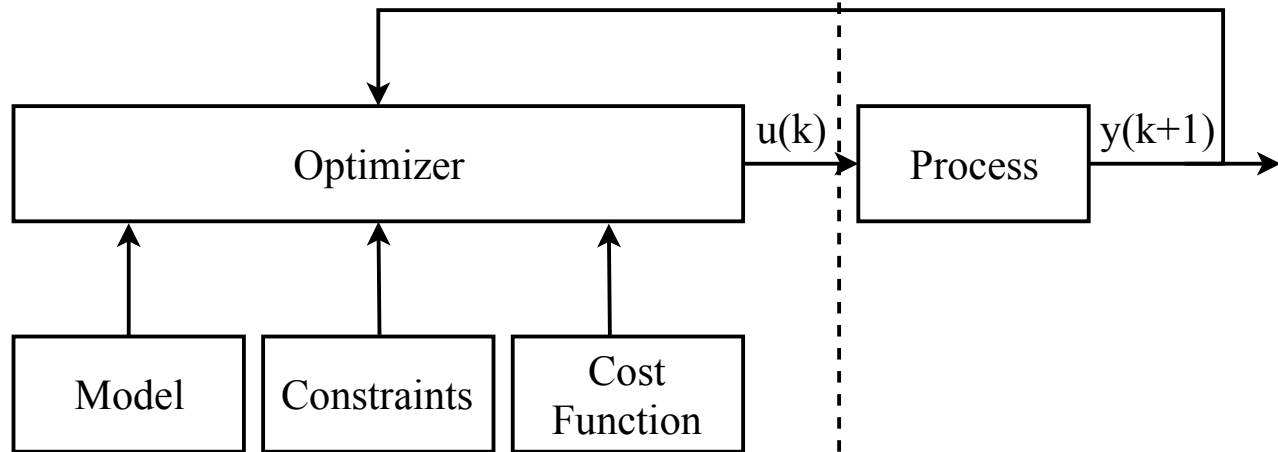 u(k)
y(k+1)
Optimizer
Process
Model
Constraints
Cost
Function